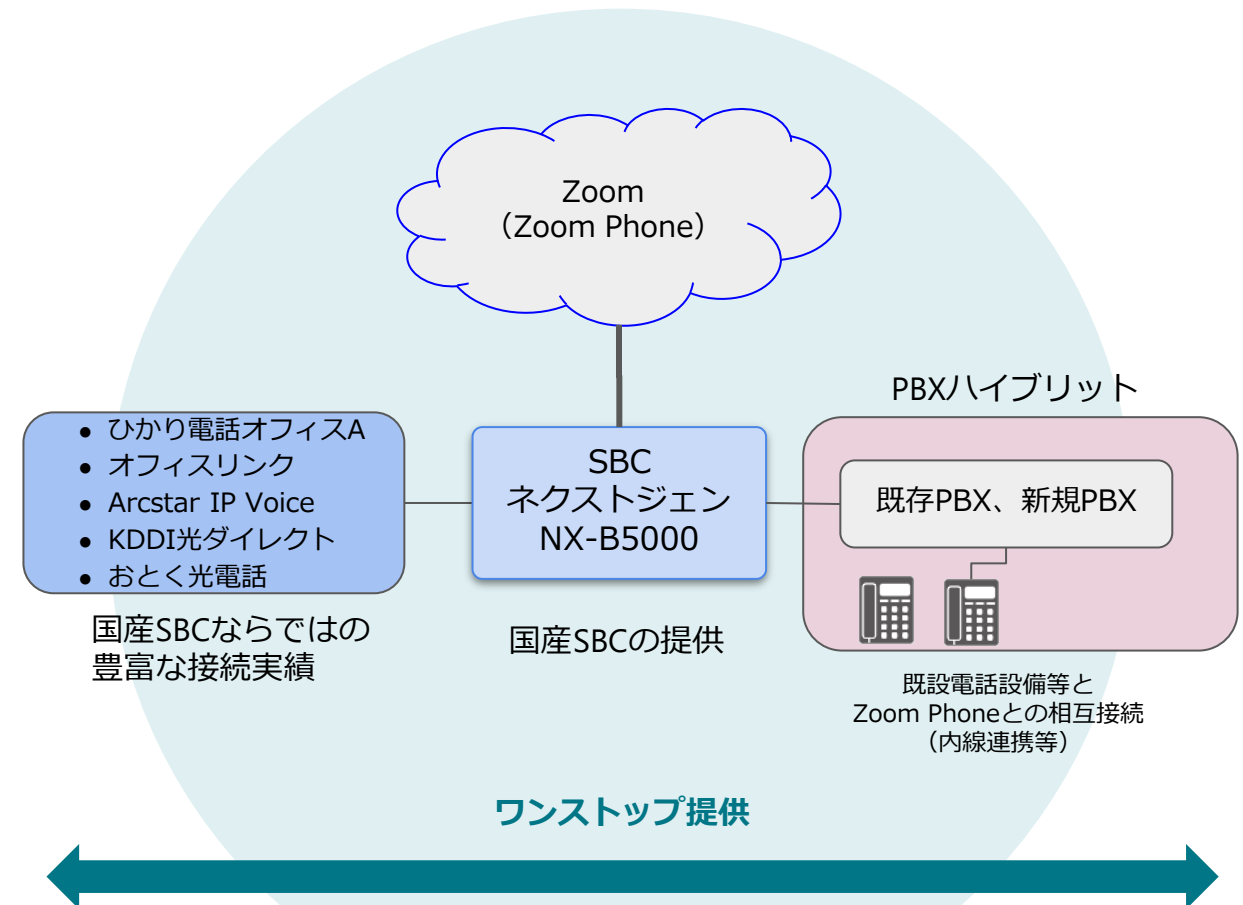 Zoom
（Zoom Phone）
PBXハイブリット
● ひかり電話オフィスA
● オフィスリンク
● Arcstar IP Voice
● KDDI光ダイレクト
● おとく光電話
SBC
ネクストジェン
NX-B5000
既存PBX、新規PBX
国産SBCならではの
豊富な接続実績
国産SBCの提供
既設電話設備等と
Zoom Phoneとの相互接続
（内線連携等）
ワンストップ提供